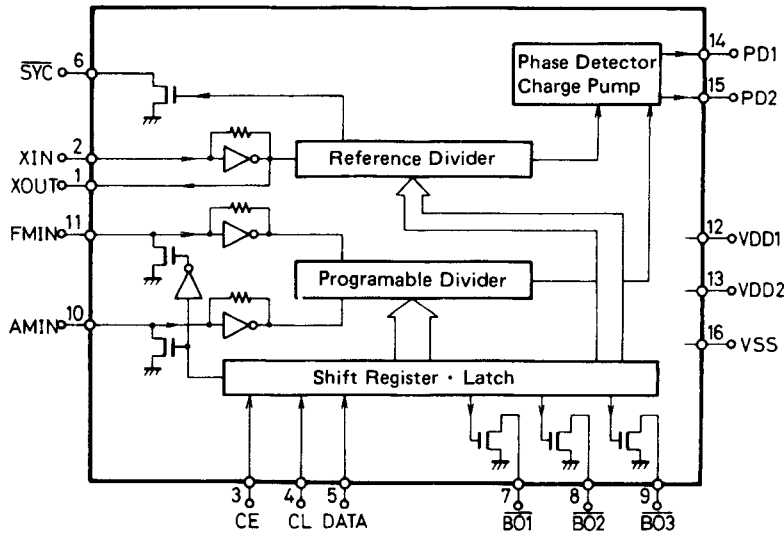 14
PD1
6
Phase Detector
Charge Pump
SYC
15
PD2
2
XIN
Reference Divider
1
XOUT
11
FMIN
12
VDD1
Programable Divider
13
VDD2
10
AMIN
16
VSS
Shift Register · Latch
3
4
5
7
8
9
CE
CL
DATA
BO1
BO2
BO3